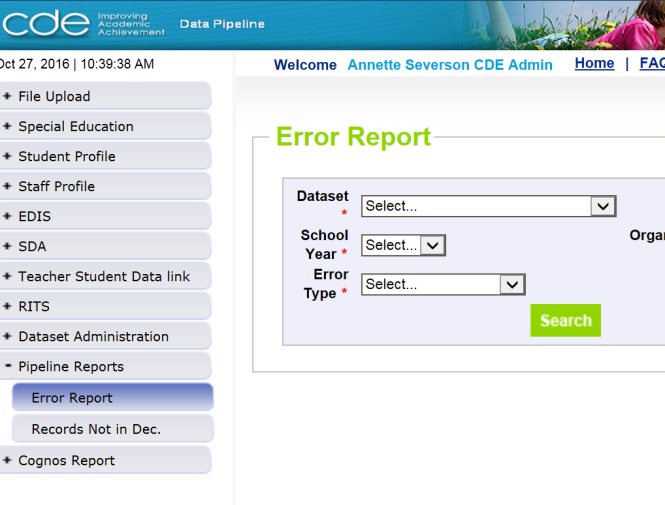 cde Improving Academic Achievement Data Pipeline
Oct 27, 2016 | 10:39:38 AM
Welcome Annette Severson CDE Admin Home | FAQ
+ File Upload
+ Special Education
+ Student Profile
+ Staff Profile
+ EDIS
+ SDA
+ Teacher Student Data link
+ RITS
+ Dataset Administration
- Pipeline Reports
Error Report
Records Not in Dec.
+ Cognos Report
Error Report
Dataset * Select...
School Year * Select...
Organ
Error Type * Select...
Search